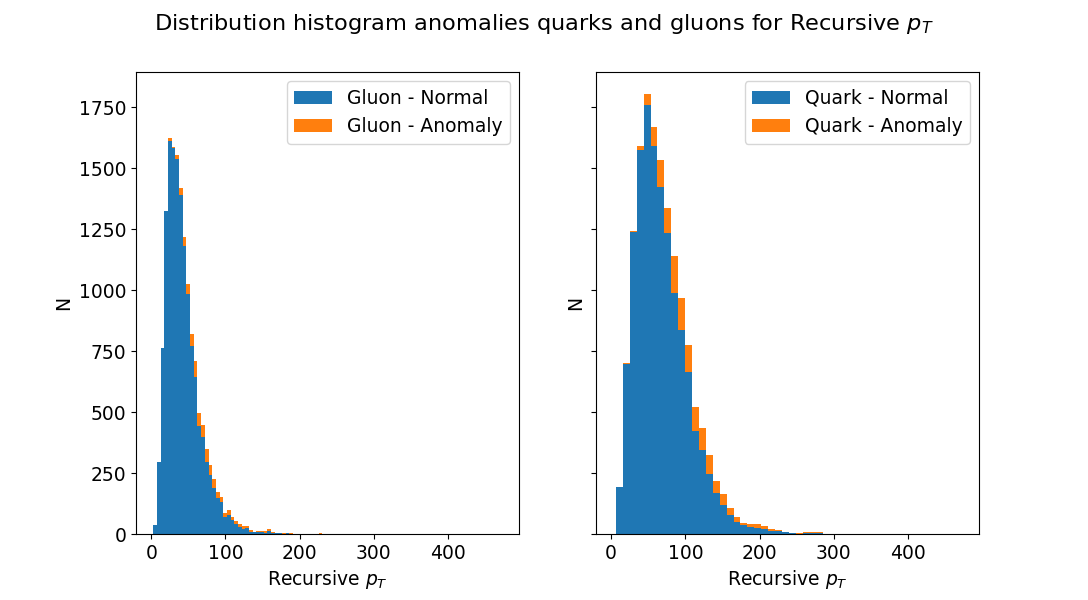 Distribution histogram anomalies quarks and gluons for Recursive $p_T$
Gluon - Normal
Gluon - Anomaly
1750
1500
1250
1000
750
500
250
0
N
0 100 200 300 400
Recursive $p_T$
Quark - Normal
Quark - Anomaly
N
0 100 200 300 400
Recursive $p_T$